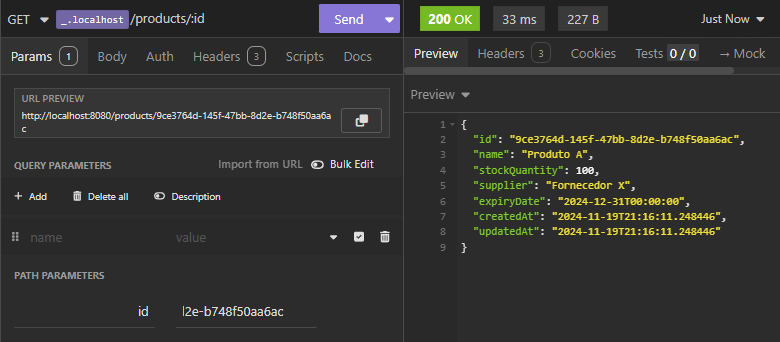 GET _.localhost /products/:id Send
200 OK 33 ms 227 B Just Now
Params 1 Body Auth Headers 3 Scripts Docs
Preview Headers 3 Cookies Tests 0 / 0 → Mock
URL PREVIEW
http://localhost:8080/products/9ce3764d-145f-47bb-8d2e-b748f50aa6a
c
QUERY PARAMETERS Import from URL Bulk Edit
+ Add Delete all Description
name value
PATH PARAMETERS
id l2e-b748f50aa6ac
Preview
1 {
2 "id": "9ce3764d-145f-47bb-8d2e-b748f50aa6ac",
3 "name": "Produto A",
4 "stockQuantity": 100,
5 "supplier": "Fornecedor X",
6 "expiryDate": "2024-12-31T00:00:00",
7 "createdAt": "2024-11-19T21:16:11.248446",
8 "updatedAt": "2024-11-19T21:16:11.248446"
9 }